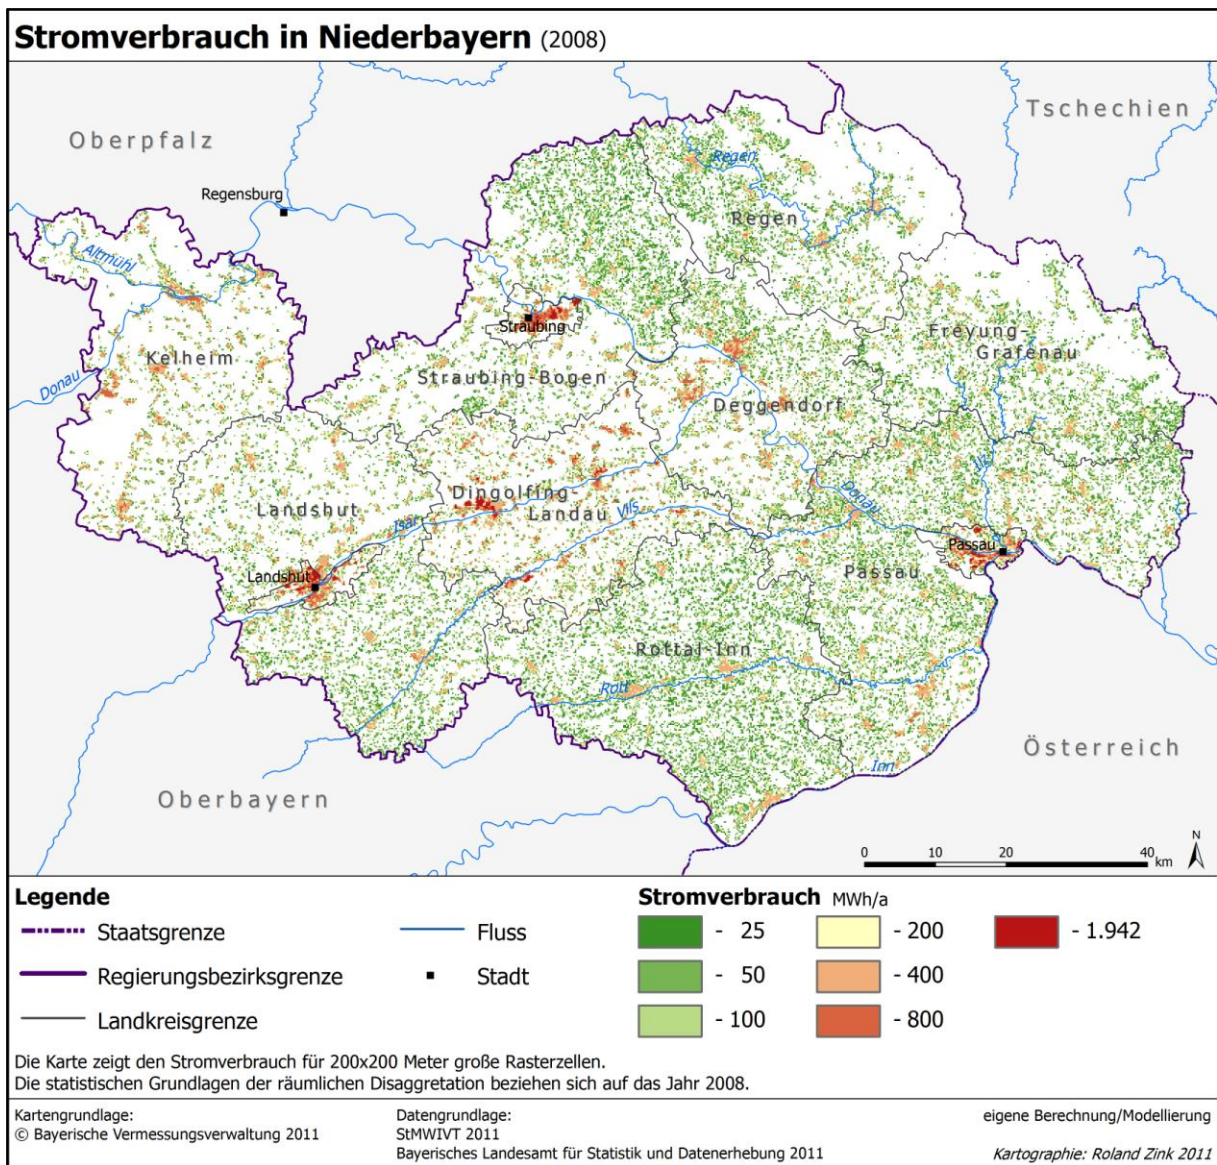 Stromverbrauch in Niederbayern (2008)
Tschechien
Oberpfalz
Regen
Regensburg
Regen
Altmühl
Straubing
Freyung-
Grafenau
Kelheim
Donau
Straubing-Bogen
Deggendorf
Ilz
Dingolfing-
Landau
Landshut
Isar
Vils
Donau
Passau
Landshut
Passau
Rottal-Inn
Rott
Österreich
Inn
Oberbayern
N
0 10 20 40
km
Legende
Staatsgrenze
Regierungsbezirksgrenze
Landkreisgrenze
Fluss
Stadt
Stromverbrauch MWh/a
- 25
- 50
- 100
- 200
- 400
- 800
- 1.942
Die Karte zeigt den Stromverbrauch für 200x200 Meter große Rasterzellen.
Die statistischen Grundlagen der räumlichen Disaggretation beziehen sich auf das Jahr 2008.
Kartengrundlage:
© Bayerische Vermessungsverwaltung 2011
Datengrundlage:
StMWIVT 2011
Bayerisches Landesamt für Statistik und Datenerhebung 2011
eigene Berechnung/Modellierung
Kartographie: Roland Zink 2011